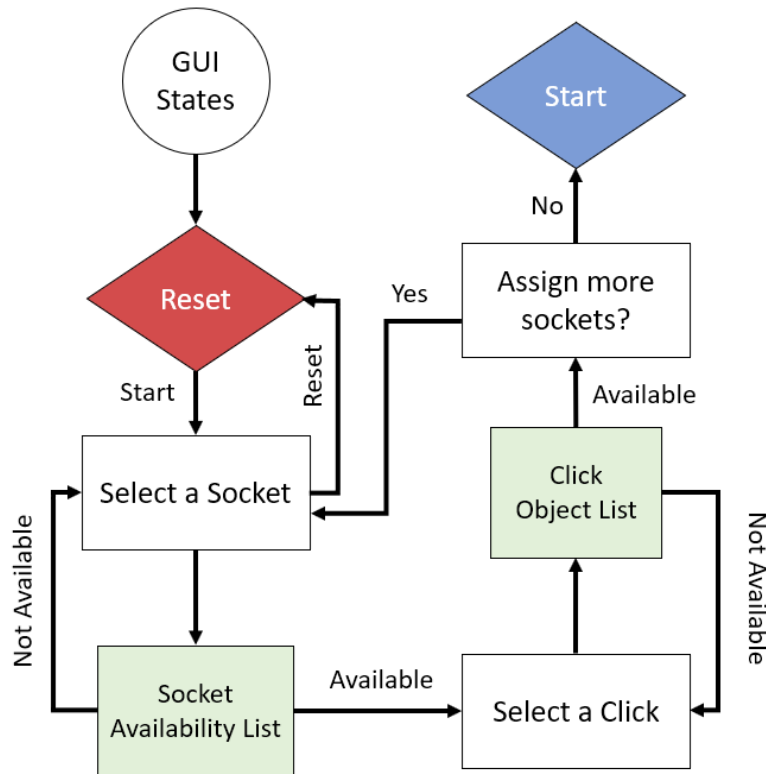 GUI
States
Start
No
Reset
Assign more
sockets?
Yes
Start
Reset
Available
Select a Socket
Click
Object List
Not Available
Not Available
Socket
Availability List
Available
Select a Click